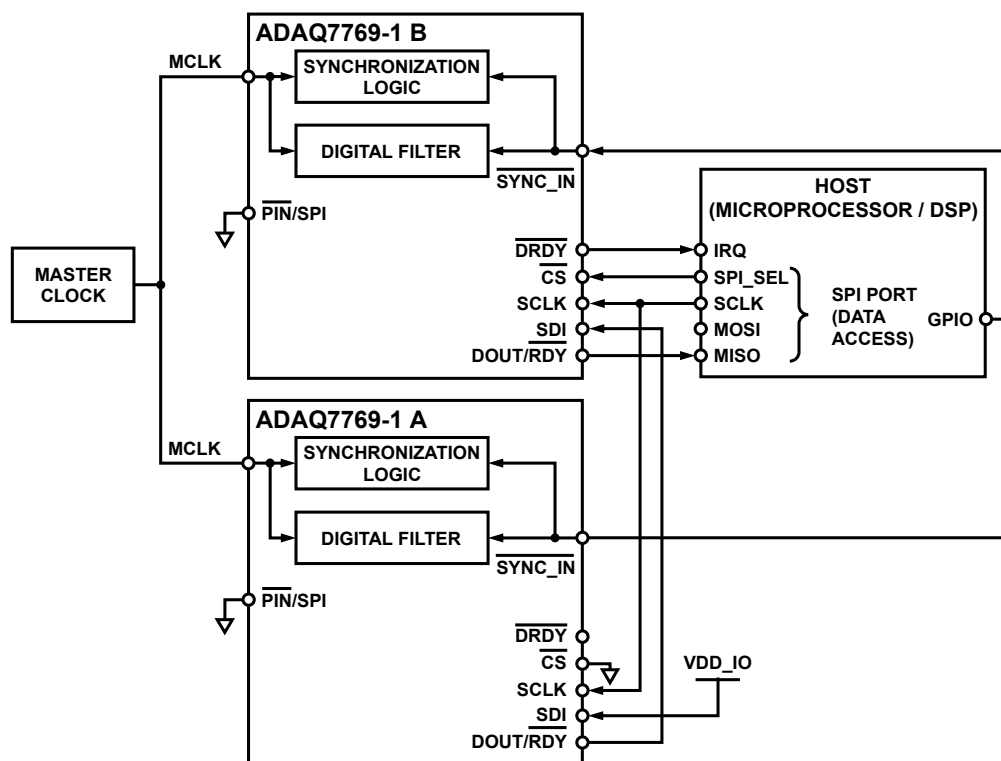 ADAQ7769-1 B
MCLK
SYNCHRONIZATION
LOGIC
DIGITAL FILTER
SYNC_IN
PIN/SPI
DRDY
CS
SCLK
SDI
DOUT/RDY
MASTER
CLOCK
HOST
(MICROPROCESSOR / DSP)
IRQ
SPI_SEL
SCLK
MOSI
MISO
SPI PORT
(DATA
ACCESS)
GPIO
ADAQ7769-1 A
MCLK
SYNCHRONIZATION
LOGIC
DIGITAL FILTER
SYNC_IN
PIN/SPI
DRDY
CS
SCLK
SDI
DOUT/RDY
VDD_IO